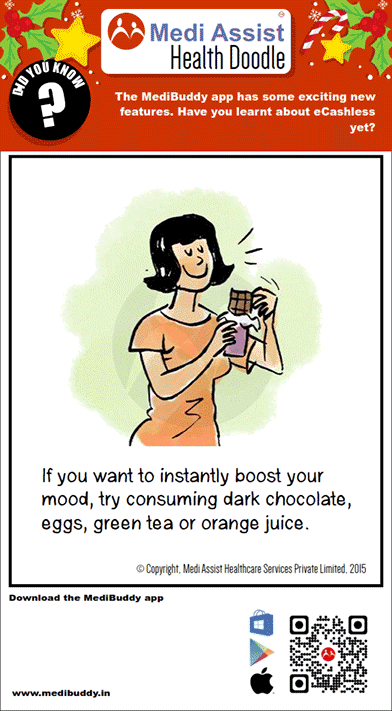 Medi Assist
Health Doodle
DID YOU KNOW
?
The MediBuddy app has some exciting new
features. Have you learnt about eCashless
yet?
If you want to instantly boost your
mood, try consuming dark chocolate,
eggs, green tea or orange juice.
© Copyright, Medi Assist Healthcare Services Private Limited, 2015
Download the MediBuddy app
www.medibuddy.in